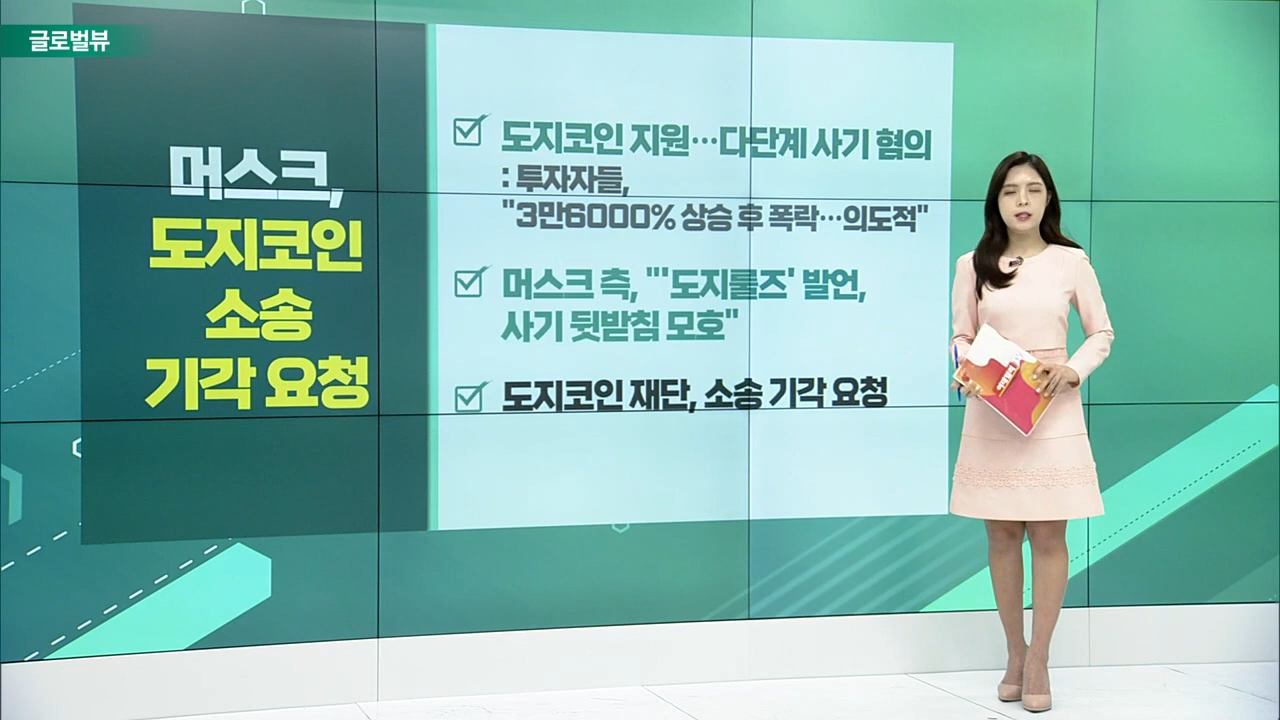 글로벌뷰
머스크,
도지코인
소송
기각 요청
도지코인 지원…다단계 사기 혐의
: 투자자들,
"3만6000% 상승 후 폭락…의도적"
머스크 측, "'도지룰즈' 발언,
사기 뒷받침 모호"
도지코인 재단, 소송 기각 요청